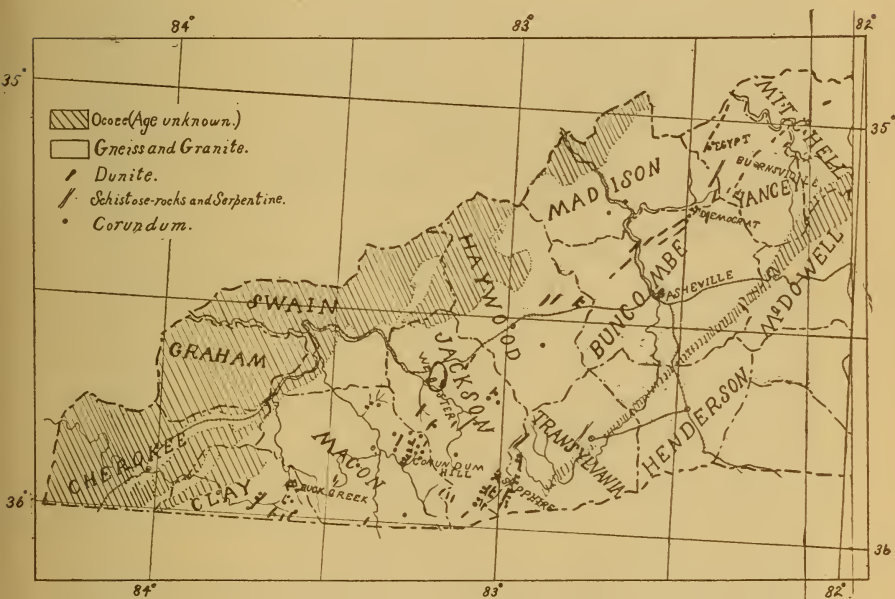 84°
83°
82°
35°
35°
Ococc (Age unknown.)
Gneiss and Granite.
Dunite.
Schistose-rocks and Serpentine.
Corundum.
MITCHELL
EGYPT
BURNSVILLE
YANCEY
MADISON
DEMOCRAT
HAYWOOD
BUNCOMBE
ASHEVILLE
McDOWELL
SWAIN
GRAHAM
JACKSON
WEBSTER
TRANSYLVANIA
HENDERSON
CHEROKEE
MACON
CORUNDUM
HILL
SAPPHIRE
CLAY
BUCK CREEK
36°
36
84°
83°
82°